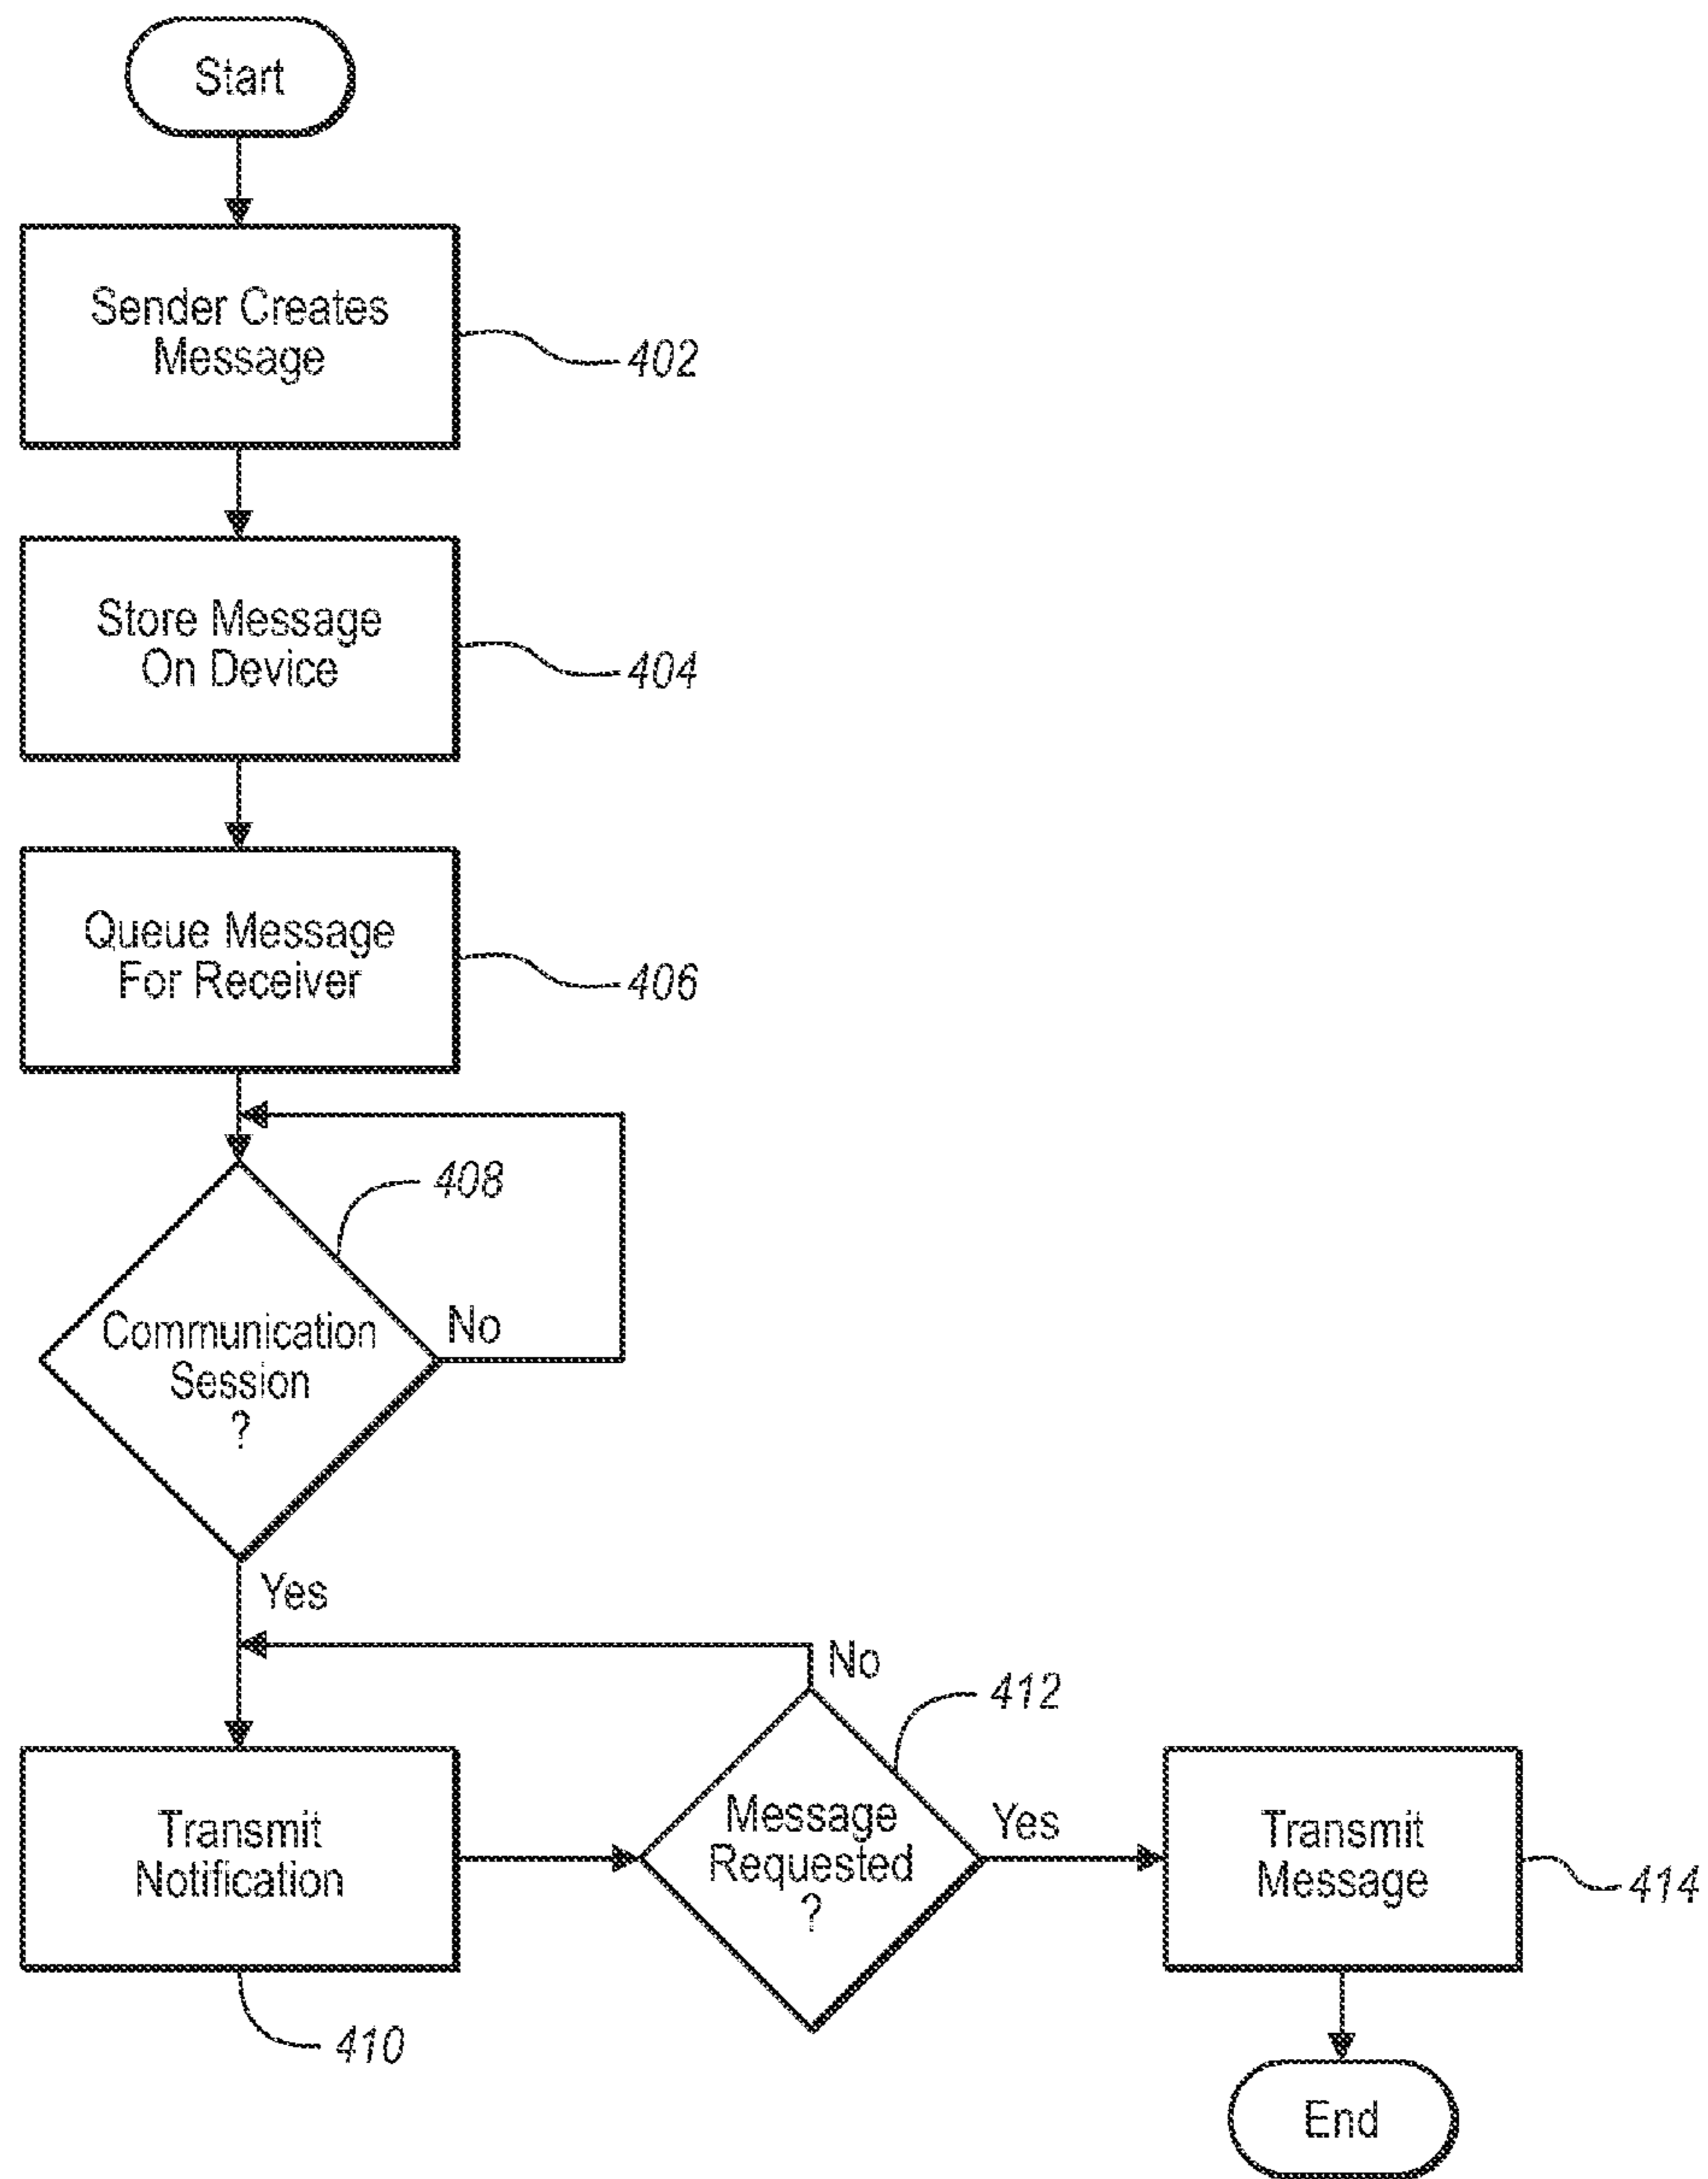 Start
Sender Creates
Message
402
Store Message
On Device
404
Queue Message
For Receiver
406
408
Communication
Session
?
No
Yes
No
412
Transmit
Notification
410
Message
Requested
?
Yes
Transmit
Message
414
End